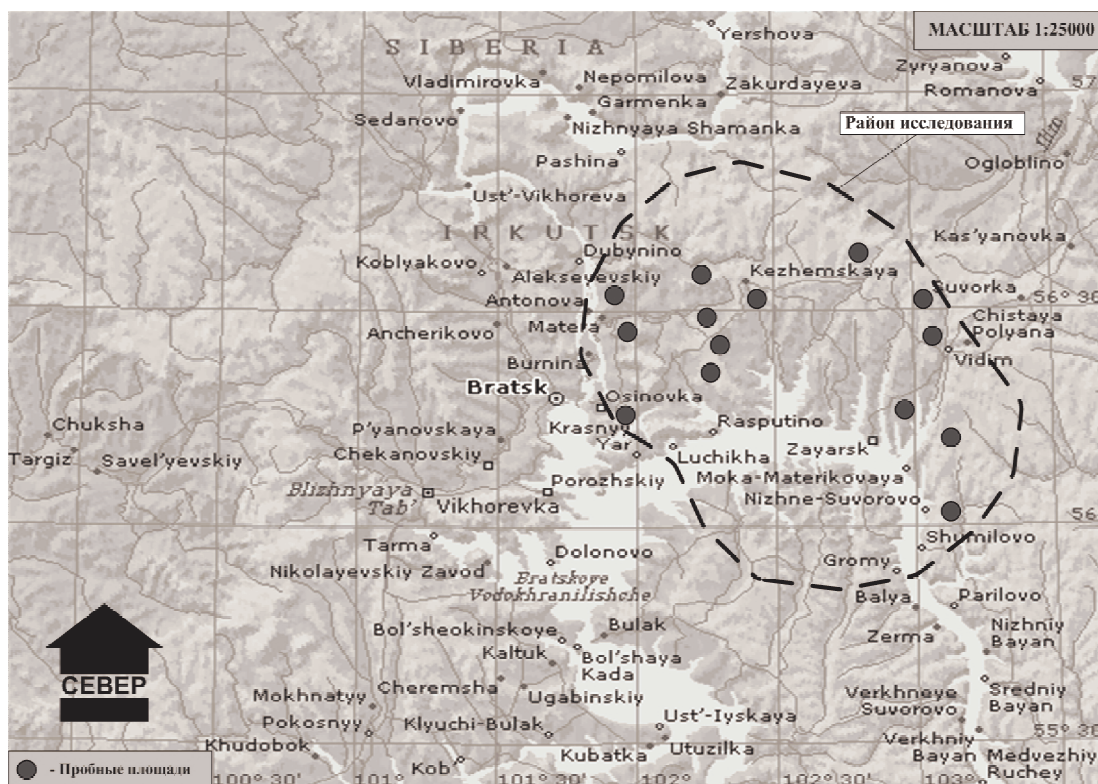 МАСШТАБ 1:25000
Yershova
SIBERIA
Zyryanova
Vladimirovka
Nepomilova
Zakurdayeva
Romanova
57
Garmenka
Sedanovo
Nizhnyaya Shamanka
Район исследования
Ilim
Pashina
Ogloblino
Ust'-Vikhoreva
IRKUTSK
Dubynino
Kas'yanovka
Koblyakovo
Alekseyevskiy
Kezhemskaya
Antonova
Suvorka
56° 30
Ancherikovo
Matera
Chistaya
Polyana
Burnina
Vidim
Bratsk
Osinovka
Chuksha
P'yanovskaya
Krasnyy
Yar
Rasputino
Targiz
Savel'yevskiy
Chekanovskiy
Luchikha
Zayarsk
Moka-Materikovaya
Blizhnyaya
Tab'
Vikhorevka
Porozhskiy
Nizhne-Suvorovo
56
Tarma
Shumilovo
Nikolayevskiy Zavod
Dolonovo
Gromy
Bratskoye
Vodokhranilishche
Balya
Parilovo
Bol'sheokinskoye
Bulak
Zerma
Nizhniy
Bayan
Kaltuk
Bol'shaya
Kada
СЕВЕР
Cheremsha
Ugabinskiy
Sredniy
Bayan
Mokhnatyy
Verkhneye
Suvorovo
Pokosnyy
Klyuchi-Bulak
Ust'-Iyskaya
55° 30
Khudobok
Kubatka
Utuzilka
Verkhniy
Bayan
Medvezhiy
Ruchey
Kob'
- Пробные площади
100° 30'
101°
101° 30
102°
102° 30'
103°